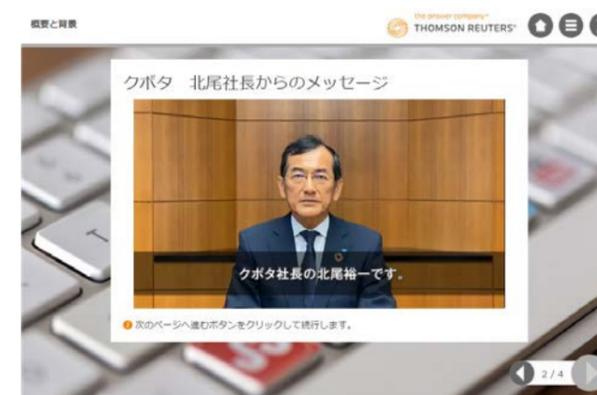 概要と背景
the answer company™
THOMSON REUTERS®
クボタ 北尾社長からのメッセージ
クボタ社長の北尾裕一です。
次のページへ進むボタンをクリックして続行します。
2 / 4